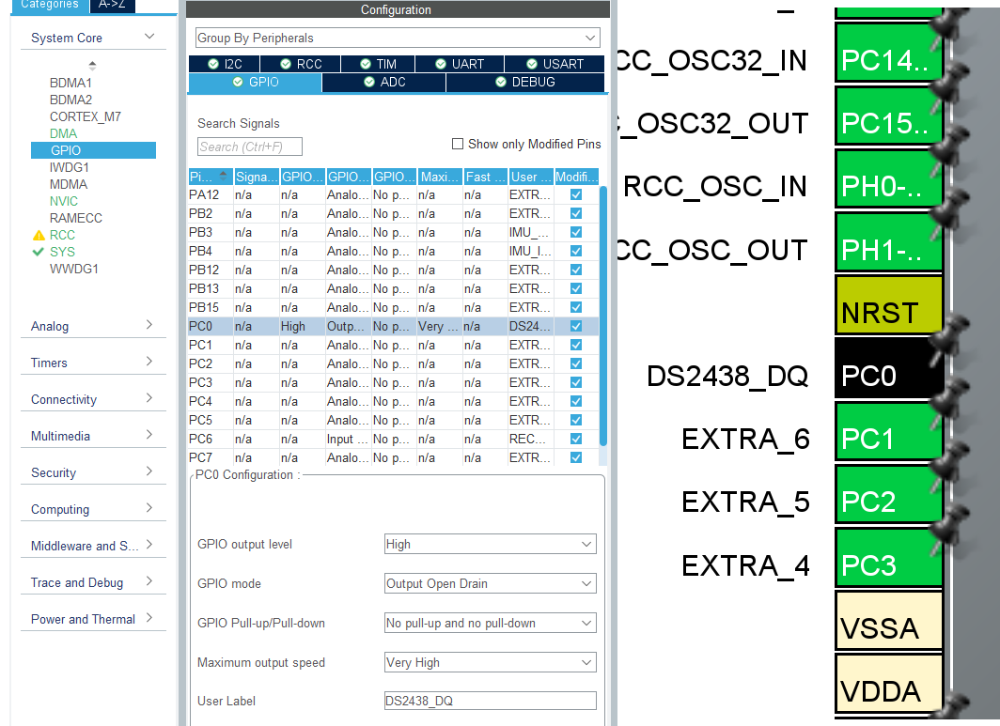 Categories
A->Z
System Core
BDMA1
BDMA2
CORTEX_M7
DMA
GPIO
IWDG1
MDMA
NVIC
RAMECC
RCC
SYS
WWDG1
Analog
Timers
Connectivity
Multimedia
Security
Computing
Middleware and S...
Trace and Debug
Power and Thermal
Configuration
Group By Peripherals
I2C RCC TIM UART USART
GPIO ADC DEBUG
Search Signals
Search (Ctrl+F)
Show only Modified Pins
Pi... Signa... GPIO... GPIO... GPIO... Maxi... Fast ... User ... Modifi...
PA12 n/a n/a Analo... No p... n/a n/a EXTR...
PB2 n/a n/a Analo... No p... n/a n/a EXTR...
PB3 n/a n/a Analo... No p... n/a n/a IMU_...
PB4 n/a n/a Analo... No p... n/a n/a IMU_I...
PB12 n/a n/a Analo... No p... n/a n/a EXTR...
PB13 n/a n/a Analo... No p... n/a n/a EXTR...
PB15 n/a n/a Analo... No p... n/a n/a EXTR...
PC0 n/a High Outp... No p... Very ... n/a DS24...
PC1 n/a n/a Analo... No p... n/a n/a EXTR...
PC2 n/a n/a Analo... No p... n/a n/a EXTR...
PC3 n/a n/a Analo... No p... n/a n/a EXTR...
PC4 n/a n/a Analo... No p... n/a n/a EXTR...
PC5 n/a n/a Analo... No p... n/a n/a EXTR...
PC6 n/a n/a Input ... No p... n/a n/a REC...
PC7 n/a n/a Analo... No p... n/a n/a EXTR...
PC0 Configuration :
GPIO output level High
GPIO mode Output Open Drain
GPIO Pull-up/Pull-down No pull-up and no pull-down
Maximum output speed Very High
User Label DS2438_DQ
CC_OSC32_IN PC14..
C_OSC32_OUT PC15..
RCC_OSC_IN PH0-..
CC_OSC_OUT PH1-..
NRST
DS2438_DQ PC0
EXTRA_6 PC1
EXTRA_5 PC2
EXTRA_4 PC3
VSSA
VDDA